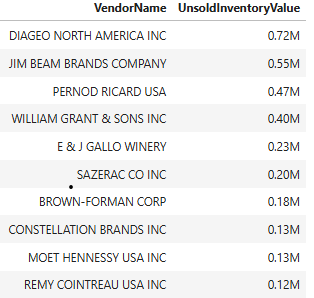 VendorName UnsoldInventoryValue
DIAGEO NORTH AMERICA INC 0.72M
JIM BEAM BRANDS COMPANY 0.55M
PERNOD RICARD USA 0.47M
WILLIAM GRANT & SONS INC 0.40M
E & J GALLO WINERY 0.23M
SAZERAC CO INC 0.20M
BROWN-FORMAN CORP 0.18M
CONSTELLATION BRANDS INC 0.13M
MOET HENNESSY USA INC 0.13M
REMY COINTREAU USA INC 0.12M